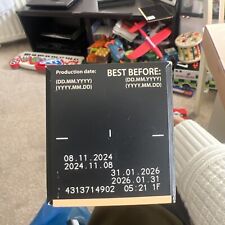 Production date: BEST BEFORE:
(DD.MM.YYYY) (DD.MM.YYYY)
(YYYY.MM.DD) (YYYY.MM.DD)
08.11.2024
2024.11.08
31.01.2026
2026.01.31
4313714902 05:21 1F